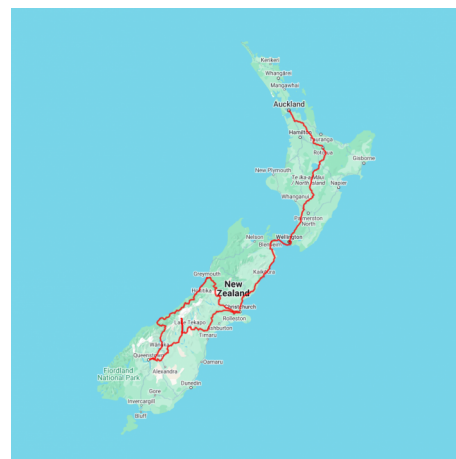 Kerikeri
Whangārei
Mangawhai
Auckland
Hamilton
Tauranga
Rotorua
Gisborne
New Plymouth
Te Ika-a-Māui
North Island
Napier
Whanganui
Palmerston
North
Nelson
Wellington
Blenheim
Kaikōura
Greymouth
Hokitika
New
Zealand
Christchurch
Rolleston
Lake Tekapo
Ashburton
Timaru
Wānaka
Queenstown
Oamaru
Fiordland
National Park
Alexandra
Dunedin
Gore
Invercargill
Bluff